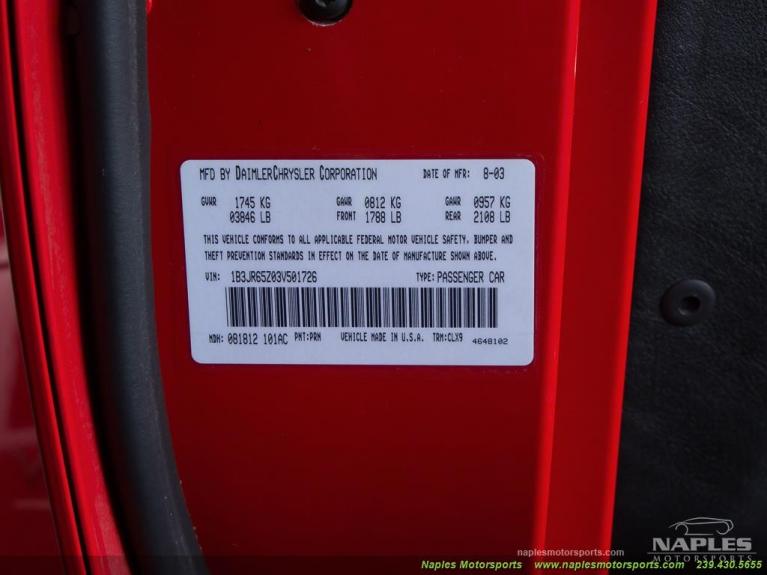 MFD BY DAIMLERCHRYSLER CORPORATION DATE OF MFR: 8-03
GVWR 1745 KG GAWR 0812 KG GAWR 0957 KG
03846 LB FRONT 1788 LB REAR 2108 LB
THIS VEHICLE CONFORMS TO ALL APPLICABLE FEDERAL MOTOR VEHICLE SAFETY, BUMPER AND
THEFT PREVENTION STANDARDS IN EFFECT ON THE DATE OF MANUFACTURE SHOWN ABOVE.
VIN: 1B3JR65Z03V501726 TYPE: PASSENGER CAR
MDH: 081812 101AC PNT:PRN VEHICLE MADE IN U.S.A. TRM:CLX9 4648102
NAPLES
MOTORSPORTS
naplesmotorsports.com
Naples Motorsports www.naplesmotorsports.com 239.430.5655